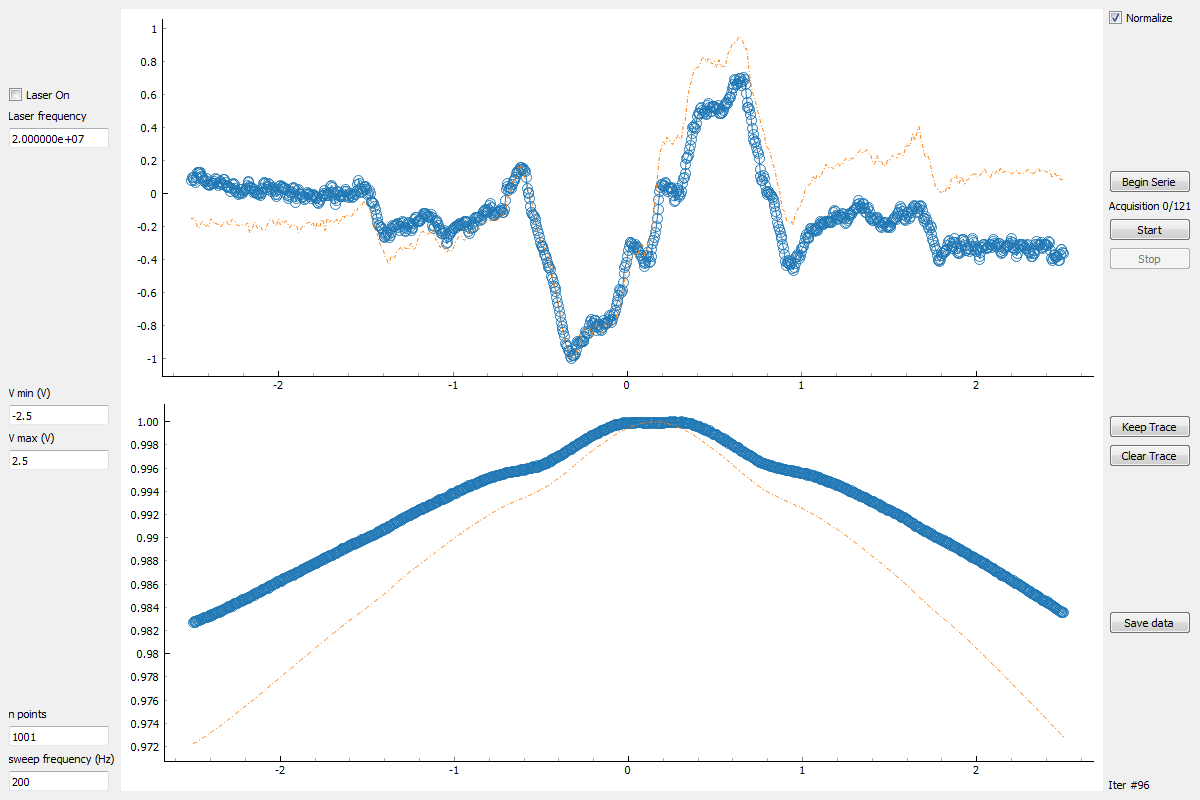 Normalize
Laser On
Laser frequency
2.000000e+07
1
0.8
0.6
0.4
0.2
0
-0.2
-0.4
-0.6
-0.8
-1
-2
-1
0
1
2
Begin Serie
Acquisition 0/121
Start
Stop
V min (V)
-2.5
V max (V)
2.5
1.00
0.998
0.996
0.994
0.992
0.99
0.988
0.986
0.984
0.982
0.98
0.978
0.976
0.974
0.972
-2
-1
0
1
2
Keep Trace
Clear Trace
Save data
n points
1001
sweep frequency (Hz)
200
Iter #96